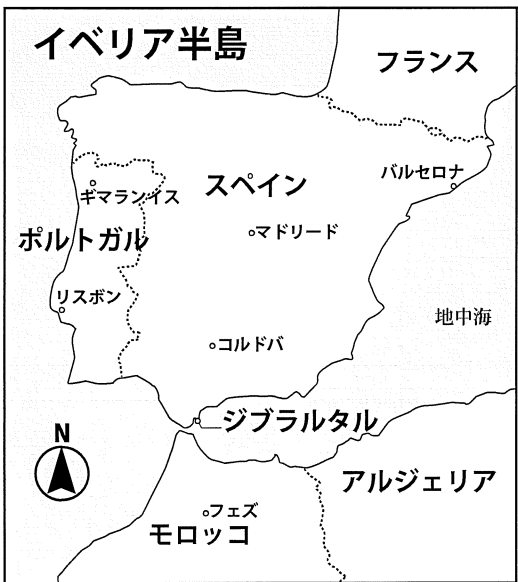 イベリア半島
フランス
バルセロナ
スペイン
ギマランイス
マドリード
ポルトガル
リスボン
地中海
コルドバ
ジブラルタル
N
アルジェリア
フェズ
モロッコ